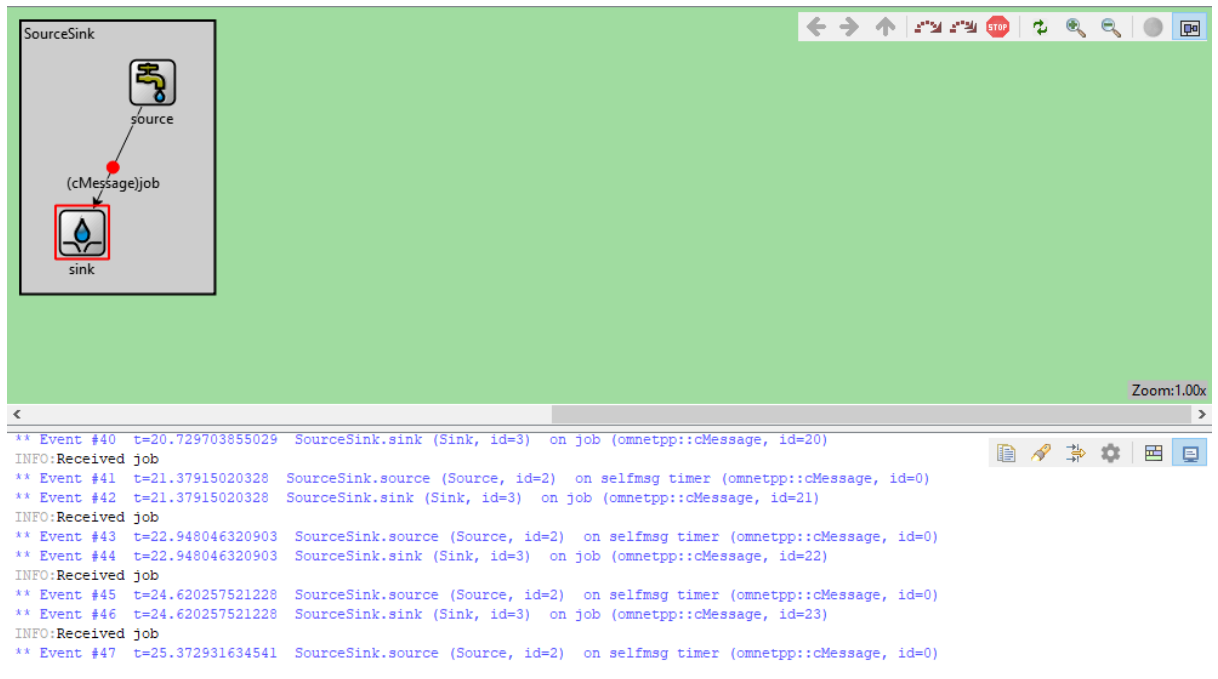 SourceSink
STOP
source
(cMessage)job
sink
Zoom:1.00x
** Event #40  t=20.729703855029  SourceSink.sink (Sink, id=3)  on job (omnetpp::cMessage, id=20)
INFO:Received job
** Event #41  t=21.37915020328  SourceSink.source (Source, id=2)  on selfmsg timer (omnetpp::cMessage, id=0)
** Event #42  t=21.37915020328  SourceSink.sink (Sink, id=3)  on job (omnetpp::cMessage, id=21)
INFO:Received job
** Event #43  t=22.948046320903  SourceSink.source (Source, id=2)  on selfmsg timer (omnetpp::cMessage, id=0)
** Event #44  t=22.948046320903  SourceSink.sink (Sink, id=3)  on job (omnetpp::cMessage, id=22)
INFO:Received job
** Event #45  t=24.620257521228  SourceSink.source (Source, id=2)  on selfmsg timer (omnetpp::cMessage, id=0)
** Event #46  t=24.620257521228  SourceSink.sink (Sink, id=3)  on job (omnetpp::cMessage, id=23)
INFO:Received job
** Event #47  t=25.372931634541  SourceSink.source (Source, id=2)  on selfmsg timer (omnetpp::cMessage, id=0)